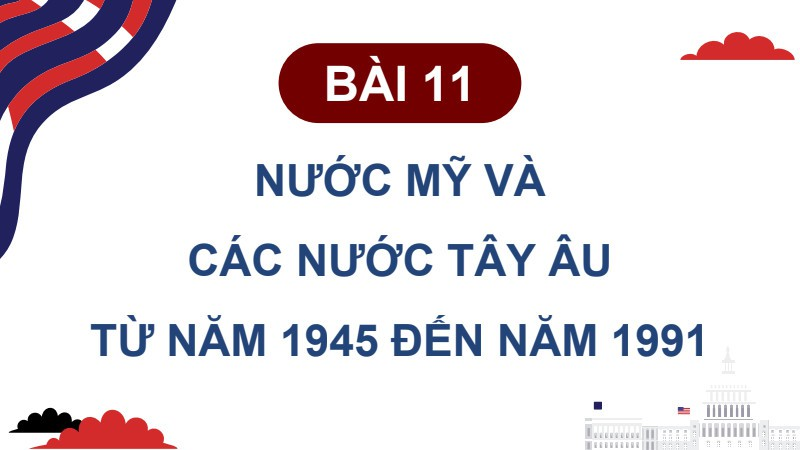 BÀI 11
NƯỚC MỸ VÀ
CÁC NƯỚC TÂY ÂU
TỪ NĂM 1945 ĐẾN NĂM 1991